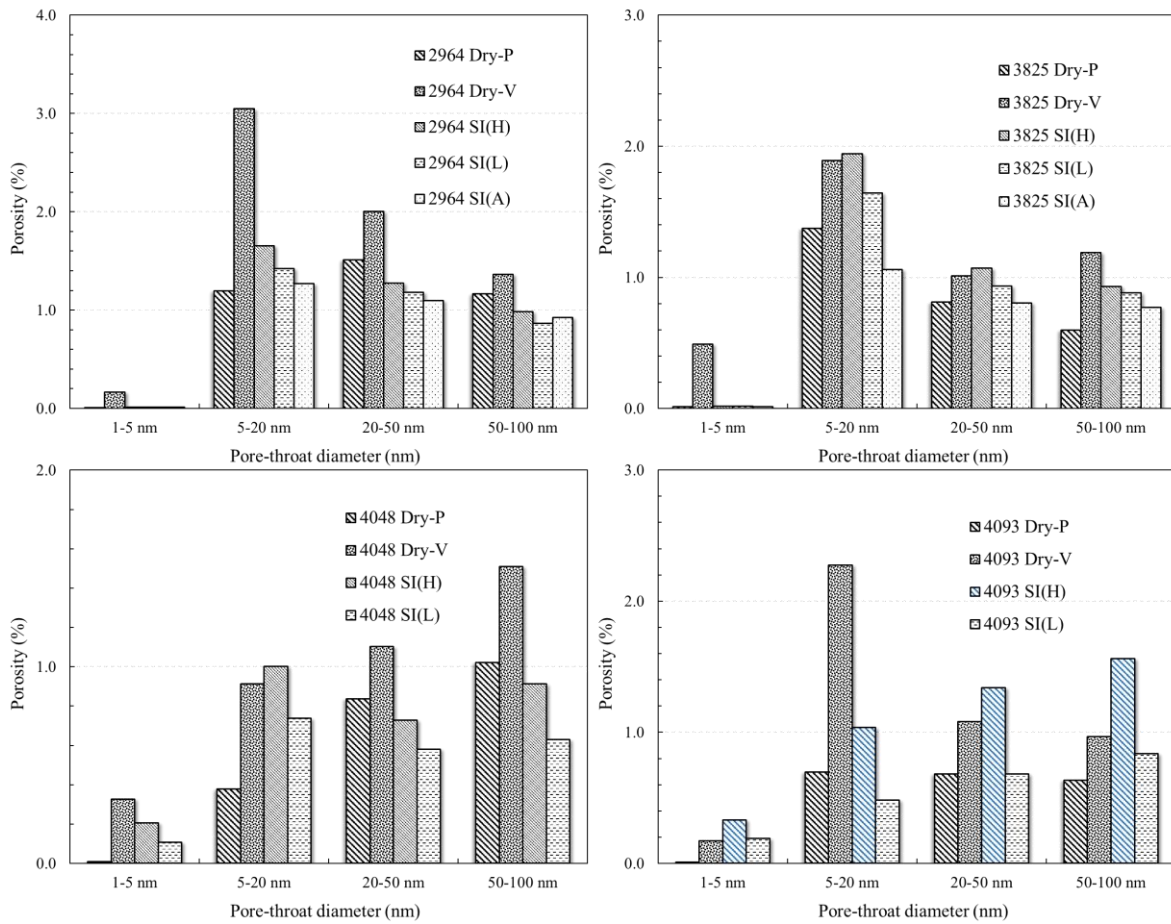 4.0
3.0
2.0
1.0
0.0
Porosity (%)
2964 Dry-P
2964 Dry-V
2964 SI(H)
2964 SI(L)
2964 SI(A)
1-5 nm 5-20 nm 20-50 nm 50-100 nm
Pore-throat diameter (nm)
3.0
2.0
1.0
0.0
Porosity (%)
3825 Dry-P
3825 Dry-V
3825 SI(H)
3825 SI(L)
3825 SI(A)
1-5 nm 5-20 nm 20-50 nm 50-100 nm
Pore-throat diameter (nm)
2.0
1.0
0.0
Porosity (%)
4048 Dry-P
4048 Dry-V
4048 SI(H)
4048 SI(L)
1-5 nm 5-20 nm 20-50 nm 50-100 nm
Pore-throat diameter (nm)
3.0
2.0
1.0
0.0
Porosity (%)
4093 Dry-P
4093 Dry-V
4093 SI(H)
4093 SI(L)
1-5 nm 5-20 nm 20-50 nm 50-100 nm
Pore-throat diameter (nm)